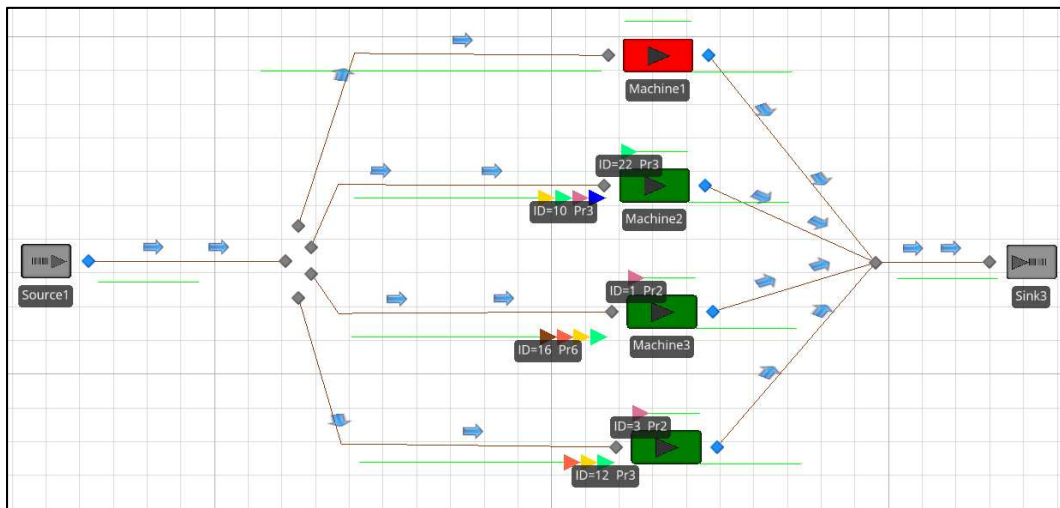 Machine1
ID=22 Pr3
ID=10 Pr3
Machine2
Source1
Sink3
ID=1 Pr2
ID=16 Pr6
Machine3
ID=3 Pr2
ID=12 Pr3